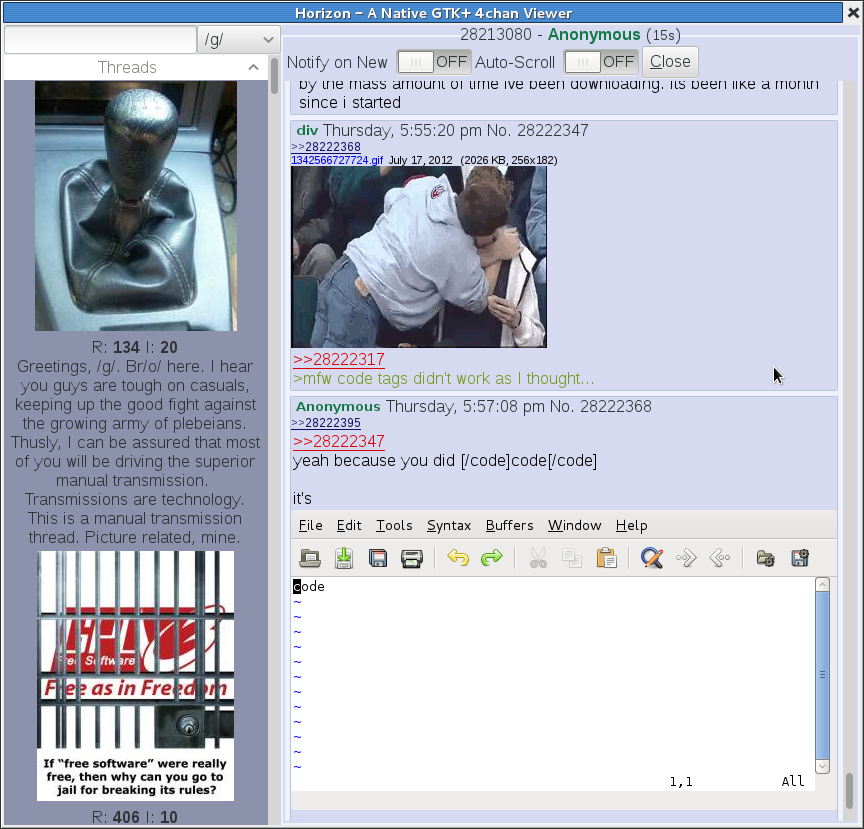 Horizon – A Native GTK+ 4chan Viewer
/g/
Threads
R: 134 I: 20
Greetings, /g/. Br/o/ here. I hear
you guys are tough on casuals,
keeping up the good fight against
the growing army of plebeians.
Thusly, I can be assured that most
of you will be driving the superior
manual transmission.
Transmissions are technology.
This is a manual transmission
thread. Picture related, mine.
Free Software
Free as in Freedom
If “free software” were really
free, then why can you go to
jail for breaking its rules?
R: 406 I: 10
28213080 - Anonymous (15s)
Notify on New OFF Auto-Scroll OFF Close
by the mass amount of time ive been downloading. its been like a month
since i started
div Thursday, 5:55:20 pm No. 28222347
>>28222368
1342566727724.gif July 17, 2012 (2026 KB, 256x182)
>>28222317
>mfw code tags didn't work as I thought...
Anonymous Thursday, 5:57:08 pm No. 28222368
>>28222395
>>28222347
yeah because you did [/code]code[/code]
it's
File Edit Tools Syntax Buffers Window Help
code
~
~
~
~
~
~
~
~
~
~
~
~
1,1 All